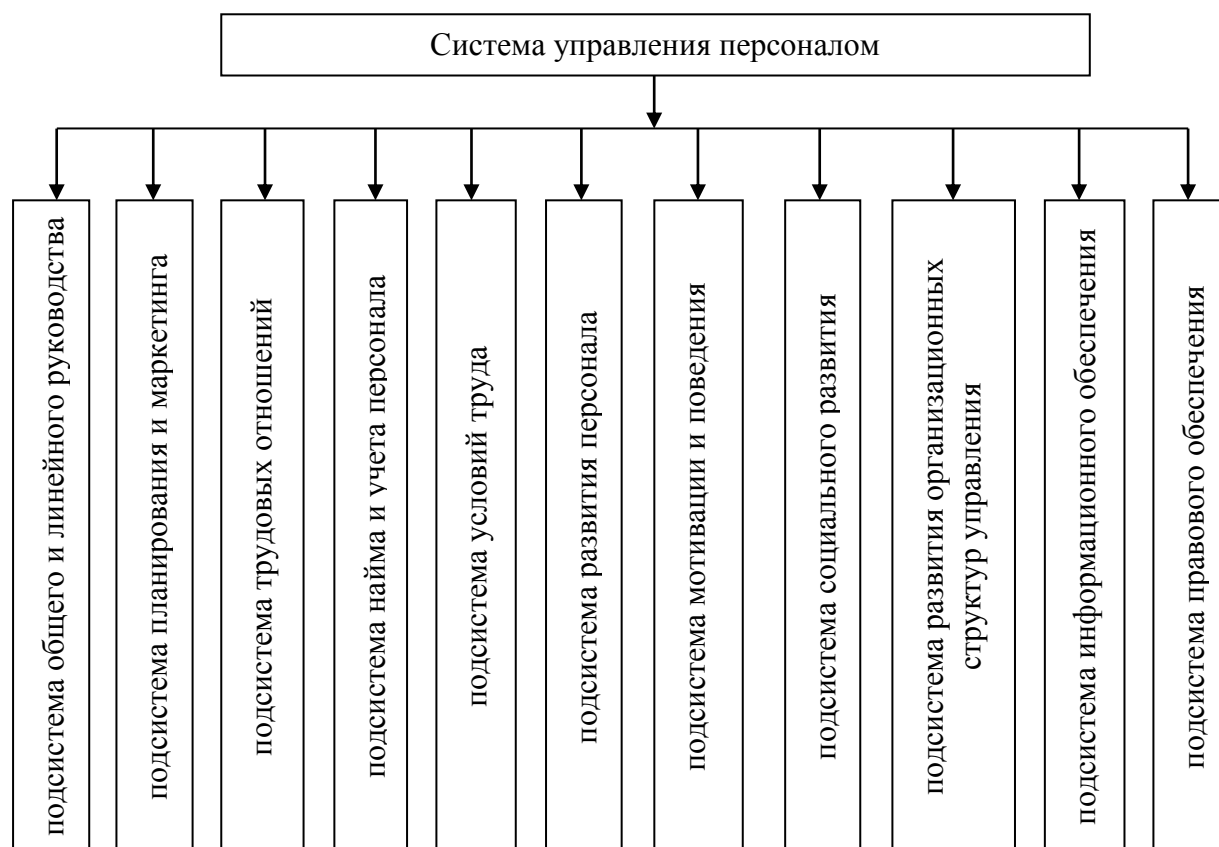 Система управления персоналом
подсистема общего и линейного руководства
подсистема планирования и маркетинга
подсистема трудовых отношений
подсистема найма и учета персонала
подсистема условий труда
подсистема развития персонала
подсистема мотивации и поведения
подсистема социального развития
подсистема развития организационных
структур управления
подсистема информационного обеспечения
подсистема правового обеспечения